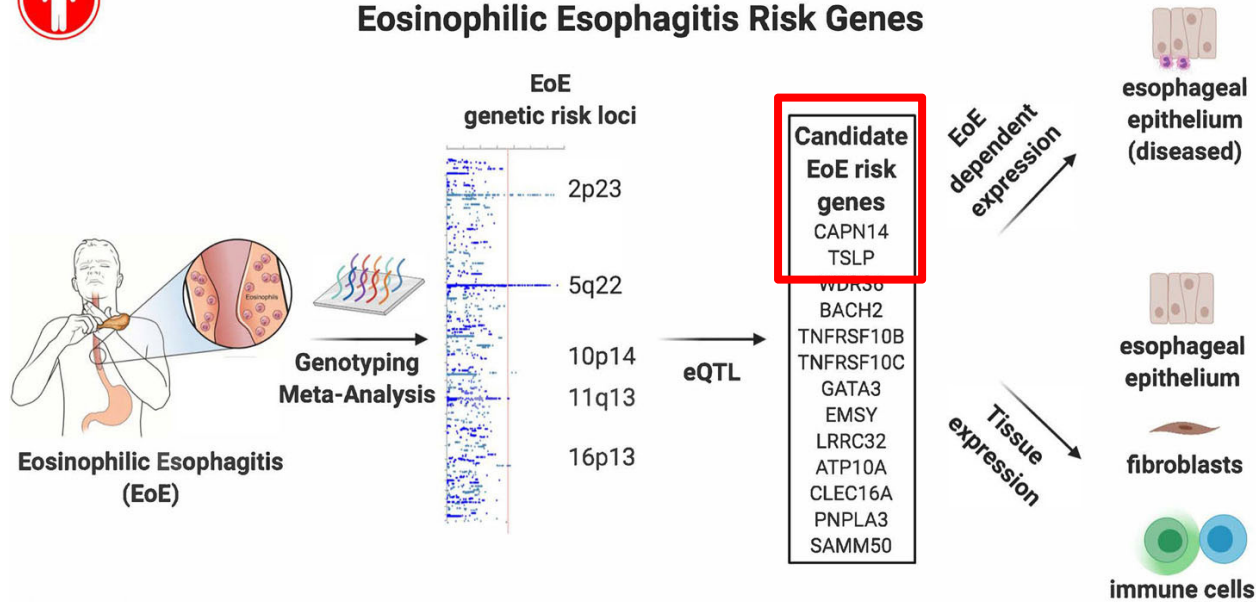 Eosinophilic Esophagitis Risk Genes
EoE
genetic risk loci
2p23
5q22
10p14
11q13
16p13
Eosinophils
Eosinophilic Esophagitis
(EoE)
Genotyping
Meta-Analysis
eQTL
Candidate
EoE risk
genes
CAPN14
TSLP
WDR36
BACH2
TNFRSF10B
TNFRSF10C
GATA3
EMSY
LRRC32
ATP10A
CLEC16A
PNPLA3
SAMM50
EoE
dependent
expression
Tissue
expression
esophageal
epithelium
(diseased)
esophageal
epithelium
fibroblasts
immune cells